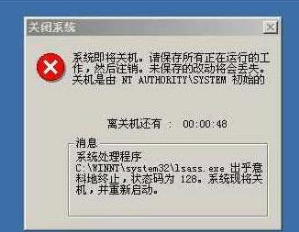 关闭系统
系统即将关机。请保存所有正在运行的工
作，然后注销。未保存的改动将会丢失。
关机是由 NT AUTHORITY\SYSTEM 初始的
离关机还有 : 00:00:48
消息
系统处理程序
C:\WINNT\system32\lsass.exe 出乎意
料地终止，状态码为 128。系统现将关
机，并重新启动。